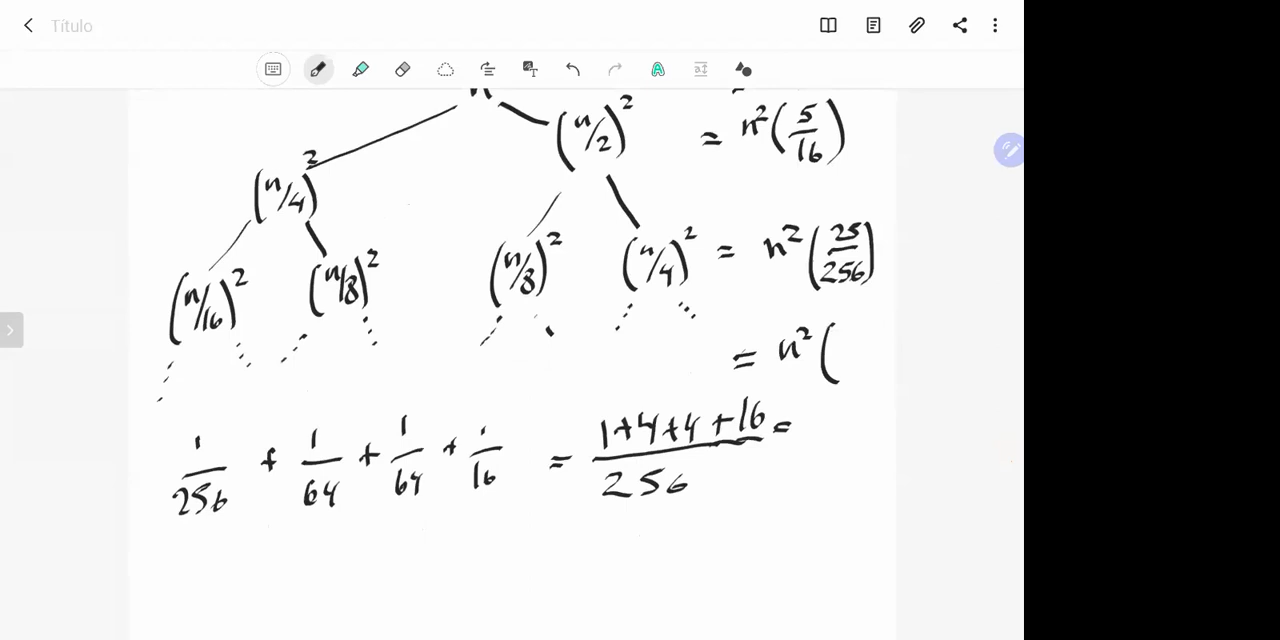 Título
(n/2)² = n²(5/16)
(n/4)²
(n/16)² (n/8)² (n/8)² (n/4)² = n²(25/256)
= n²(
1/256 + 1/64 + 1/64 + 1/16 = (1+4+4+16)/256 =